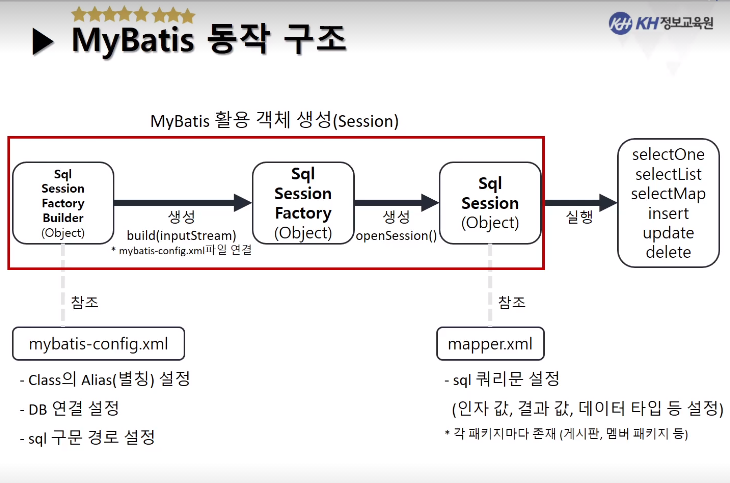 ▶ MyBatis 동작 구조
KH KH정보교육원
MyBatis 활용 객체 생성(Session)
Sql
Session
Factory
Builder
(Object)
생성
build(inputStream)
* mybatis-config.xml파일 연결
Sql
Session
Factory
(Object)
생성
openSession()
Sql
Session
(Object)
실행
selectOne
selectList
selectMap
insert
update
delete
참조
mybatis-config.xml
- Class의 Alias(별칭) 설정
- DB 연결 설정
- sql 구문 경로 설정
참조
mapper.xml
- sql 쿼리문 설정
(인자 값, 결과 값, 데이터 타입 등 설정)
* 각 패키지마다 존재 (게시판, 멤버 패키지 등)